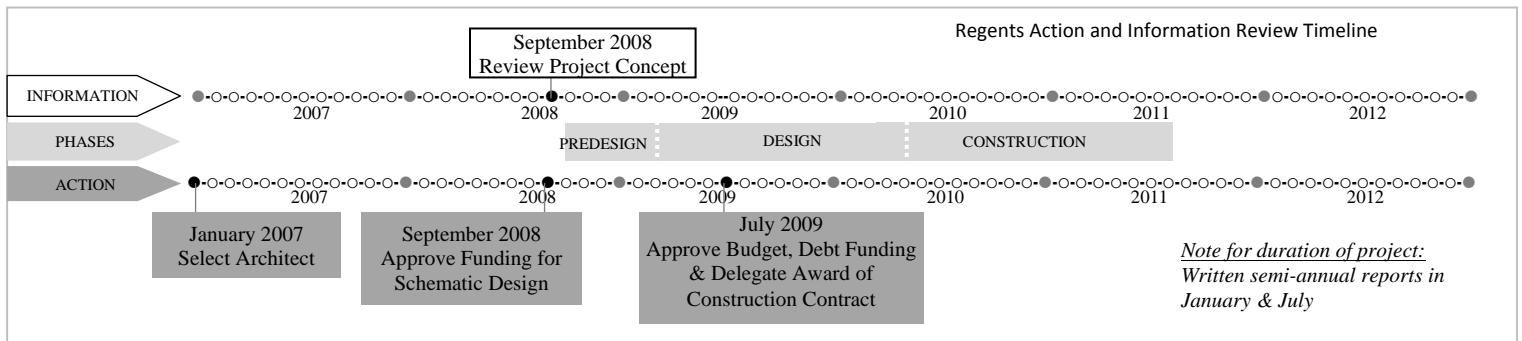 Regents Action and Information Review Timeline
September 2008
Review Project Concept
INFORMATION
2007
2008
2009
2010
2011
2012
PHASES
PREDESIGN
DESIGN
CONSTRUCTION
ACTION
2007
2008
2009
2010
2011
2012
January 2007
Select Architect
September 2008
Approve Funding for
Schematic Design
July 2009
Approve Budget, Debt Funding
& Delegate Award of
Construction Contract
Note for duration of project:
Written semi-annual reports in
January & July